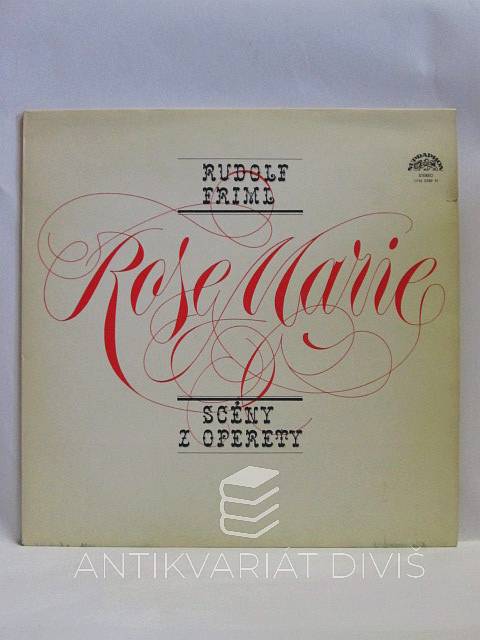 SUPRAPHON
STEREO
RUDOLF
FRIML
Rose Marie
SCÉNY
Z OPERETY
ANTIKVARIÁT DIVIŠ